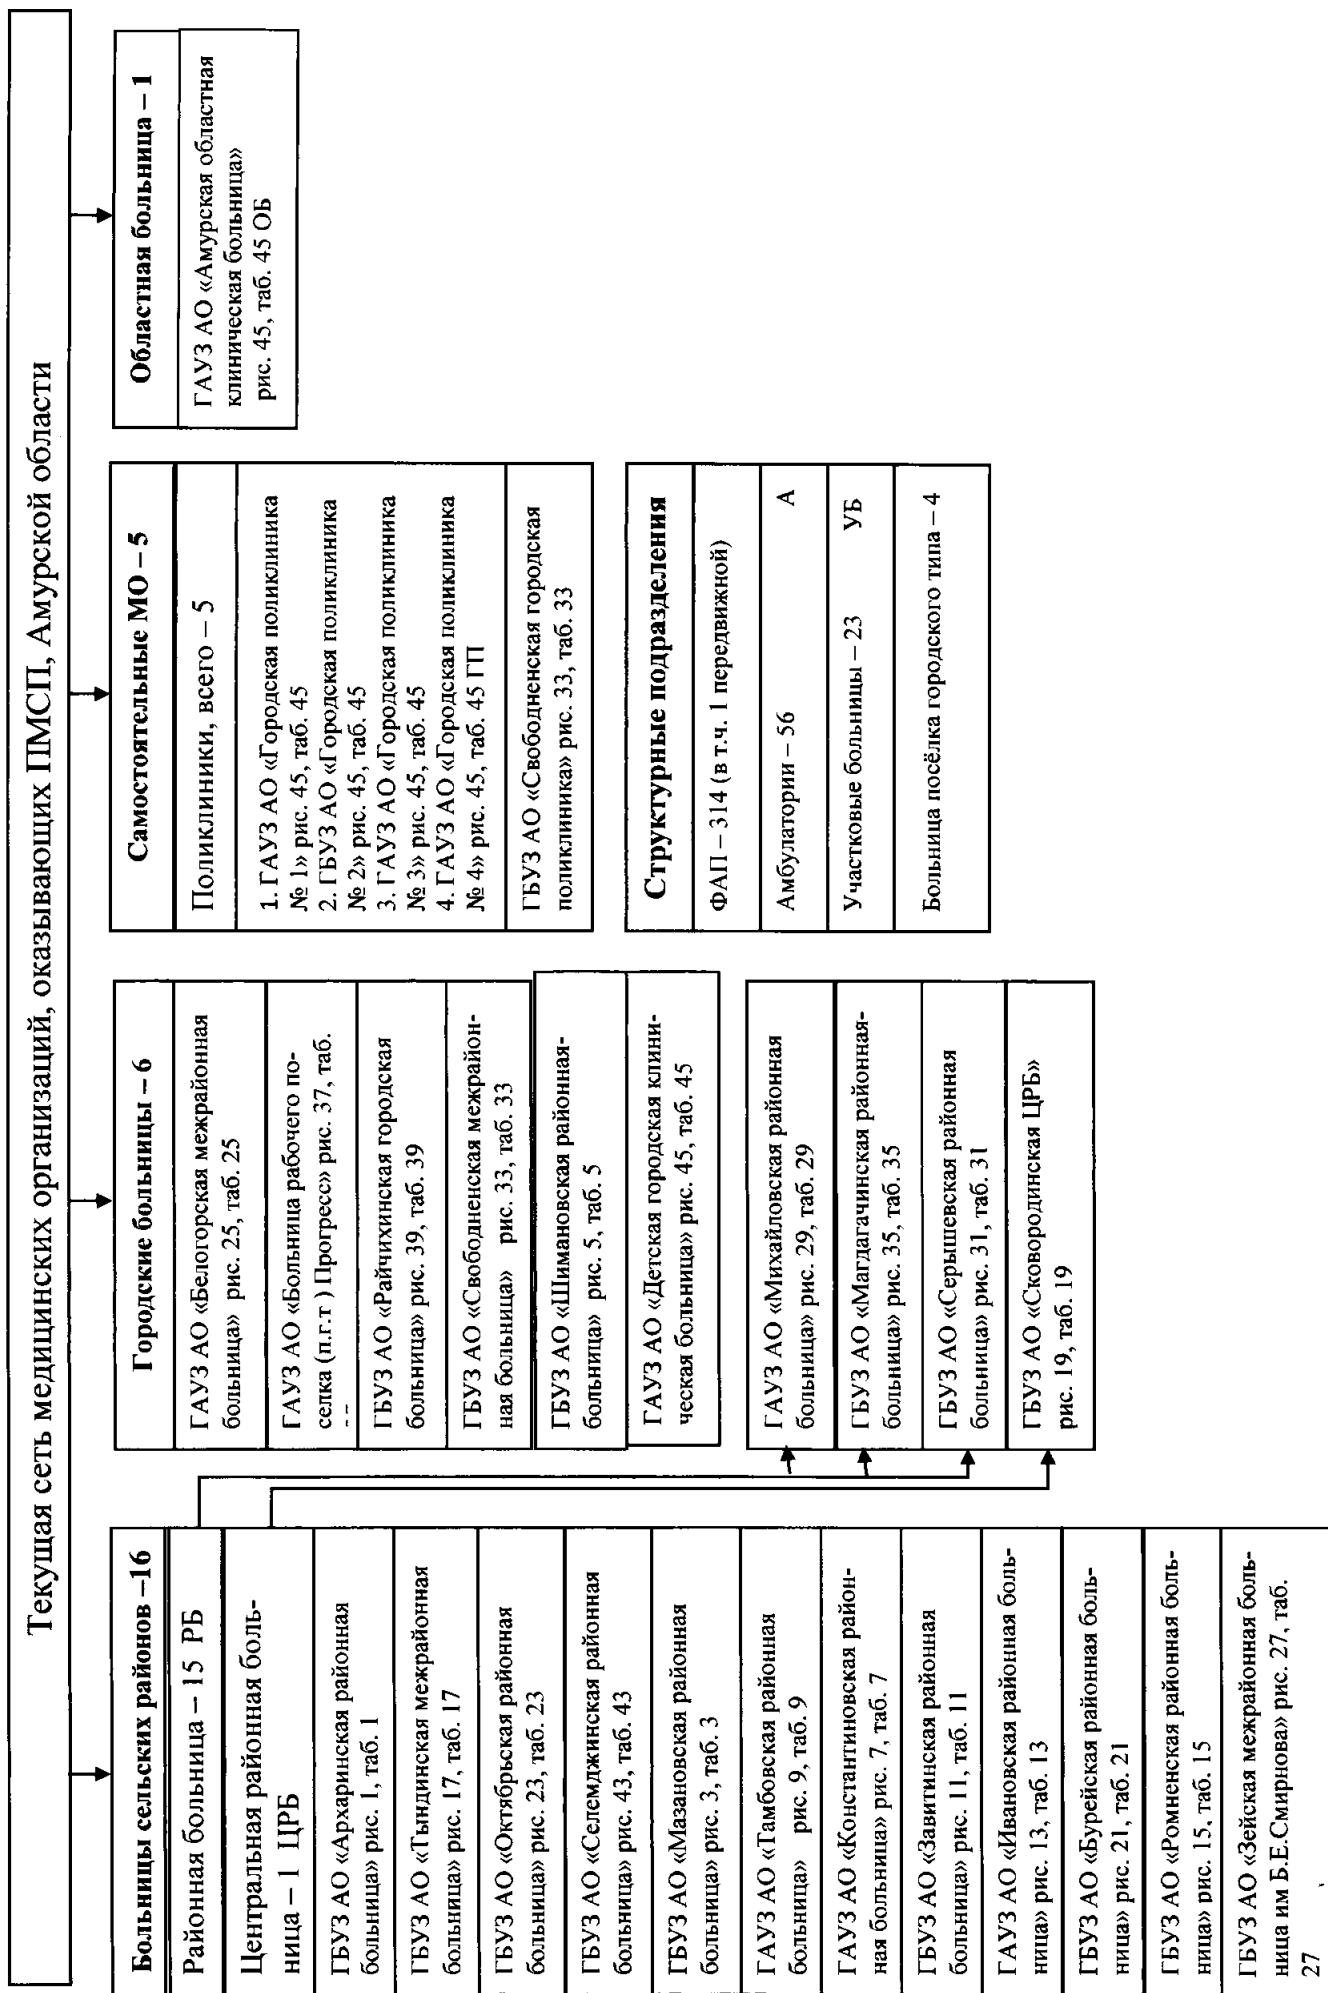 Текущая сеть медицинских организаций, оказывающих ПМСП, Амурской области
Больницы сельских районов –16
Районная больница – 15 РБ
Центральная районная боль-
ница – 1 ЦРБ
ГБУЗ АО «Архаринская районная
больница» рис. 1, таб. 1
ГБУЗ АО «Тындинская межрайонная
больница» рис. 17, таб. 17
ГБУЗ АО «Октябрьская районная
больница» рис. 23, таб. 23
ГБУЗ АО «Селемджинская районная
больница» рис. 43, таб. 43
ГБУЗ АО «Мазановская районная
больница» рис. 3, таб. 3
ГАУЗ АО «Тамбовская районная
больница» рис. 9, таб. 9
ГАУЗ АО «Константиновская район-
ная больница» рис. 7, таб. 7
ГБУЗ АО «Завитинская районная
больница» рис. 11, таб. 11
ГАУЗ АО «Ивановская районная боль-
ница» рис. 13, таб. 13
ГБУЗ АО «Бурейская районная боль-
ница» рис. 21, таб. 21
ГБУЗ АО «Ромненская районная боль-
ница» рис. 15, таб. 15
ГБУЗ АО «Зейская межрайонная боль-
ница им Б.Е.Смирнова» рис. 27, таб.
27
Городские больницы – 6
ГАУЗ АО «Белогорская межрайонная
больница» рис. 25, таб. 25
ГАУЗ АО «Больница рабочего по-
селка (п.г.т ) Прогресс» рис. 37, таб.
ГБУЗ АО «Райчихинская городская
больница» рис. 39, таб. 39
ГБУЗ АО «Свободненская межрайон-
ная больница» рис. 33, таб. 33
ГБУЗ АО «Шимановская районная-
больница» рис. 5, таб. 5
ГАУЗ АО «Детская городская клини-
ческая больница» рис. 45, таб. 45
ГАУЗ АО «Михайловская районная
больница» рис. 29, таб. 29
ГБУЗ АО «Магдагачинская районная-
больница» рис. 35, таб. 35
ГБУЗ АО «Серышевская районная
больница» рис. 31, таб. 31
ГБУЗ АО «Сковородинская ЦРБ»
рис. 19, таб. 19
Самостоятельные МО – 5
Поликлиники, всего – 5
1. ГАУЗ АО «Городская поликлиника
№ 1» рис. 45, таб. 45
2. ГБУЗ АО «Городская поликлиника
№ 2» рис. 45, таб. 45
3. ГАУЗ АО «Городская поликлиника
№ 3» рис. 45, таб. 45
4. ГАУЗ АО «Городская поликлиника
№ 4» рис. 45, таб. 45 ГП
ГБУЗ АО «Свободненская городская
поликлиника» рис. 33, таб. 33
Структурные подразделения
ФАП – 314 (в т.ч. 1 передвижной)
Амбулатории – 56 А
Участковые больницы – 23 УБ
Больница посёлка городского типа – 4
Областная больница – 1
ГАУЗ АО «Амурская областная
клиническая больница»
рис. 45, таб. 45 ОБ